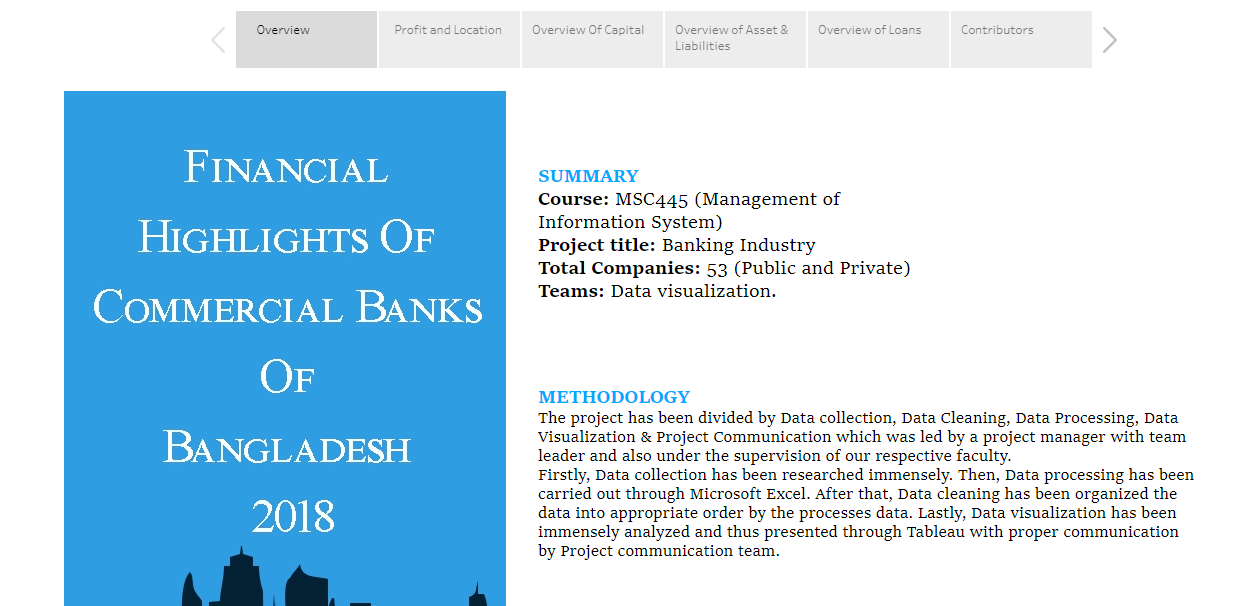 Overview
Profit and Location
Overview Of Capital
Overview of Asset &
Liabilities
Overview of Loans
Contributors
Financial
Highlights Of
Commercial Banks
Of
Bangladesh
2018
SUMMARY
Course: MSC445 (Management of
Information System)
Project title: Banking Industry
Total Companies: 53 (Public and Private)
Teams: Data visualization.
METHODOLOGY
The project has been divided by Data collection, Data Cleaning, Data Processing, Data
Visualization & Project Communication which was led by a project manager with team
leader and also under the supervision of our respective faculty.
Firstly, Data collection has been researched immensely. Then, Data processing has been
carried out through Microsoft Excel. After that, Data cleaning has been organized the
data into appropriate order by the processes data. Lastly, Data visualization has been
immensely analyzed and thus presented through Tableau with proper communication
by Project communication team.